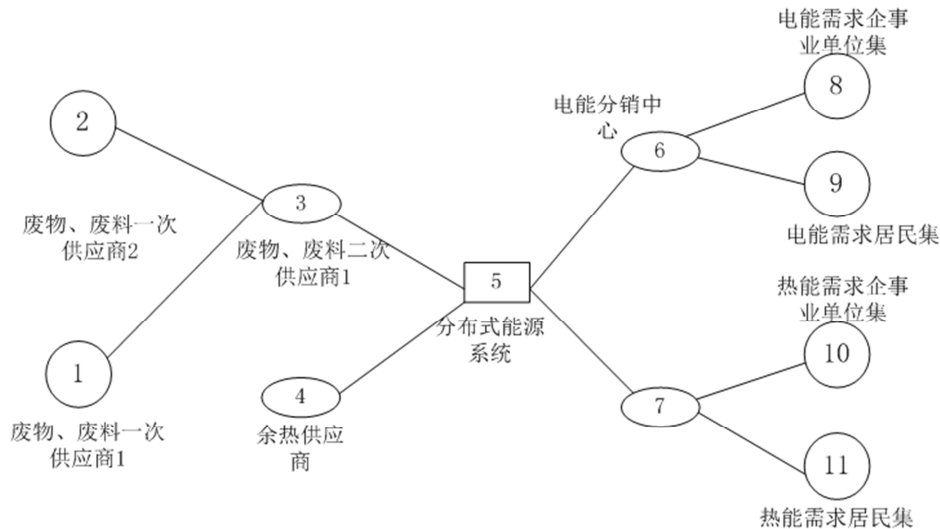 电能需求企事
业单位集
8
电能分销中
心
6
2
9
电能需求居民集
3
废物、废料一次
供应商2
废物、废料二次
供应商1
5
分布式能源
系统
热能需求企事
业单位集
10
1
4
7
废物、废料一次
供应商1
余热供应
商
11
热能需求居民集